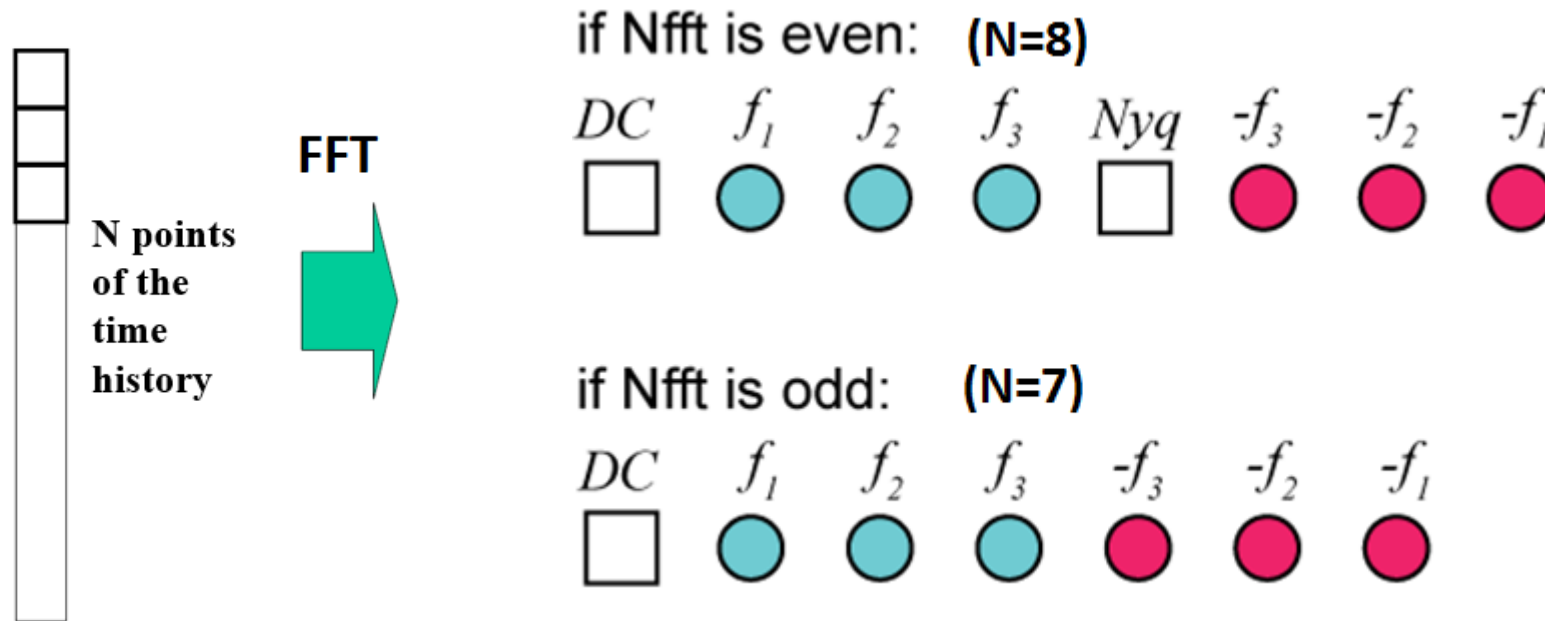 if Nfft is even: (N=8)
DC f₁ f₂ f₃ Nyq -f₃ -f₂ -f₁
FFT
N points
of the
time
history
if Nfft is odd: (N=7)
DC f₁ f₂ f₃ -f₃ -f₂ -f₁